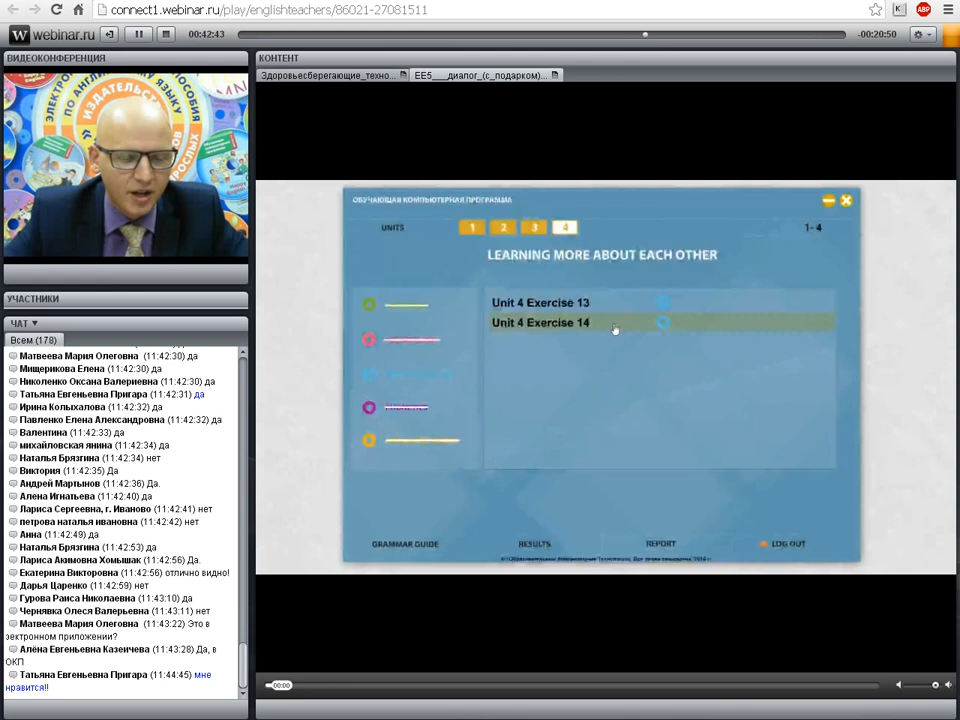 connect1.webinar.ru/play/englishteachers/86021-27081511
K
ABP
W webinar.ru
00:42:43
-00:20:50
ВИДЕОКОНФЕРЕНЦИЯ
ИЗДАТЕЛЬС
УЧАСТНИКИ
ЧАТ ▼
Всем (178)
Матвеева Мария Олеговна (11:42:30) да
Мищерикова Елена (11:42:30) да
Николенко Оксана Валериевна (11:42:30) да
Татьяна Евгеньевна Пригара (11:42:31) да
Ирина Колыхалова (11:42:32) да
Павленко Елена Александровна (11:42:32) да
Валентина (11:42:33) да
михайловская янина (11:42:34) да
Наталья Брязгина (11:42:34) нет
Виктория (11:42:35) Да
Андрей Мартынов (11:42:36) Да.
Алена Игнатьева (11:42:40) да
Лариса Сергеевна, г. Иваново (11:42:41) нет
петрова наталья ивановна (11:42:42) нет
Анна (11:42:49) да
Наталья Брязгина (11:42:53) да
Лариса Акимовна Хомышак (11:42:56) Да.
Екатерина Викторовна (11:42:56) отлично видно!
Дарья Царенко (11:42:59) нет
Гурова Раиса Николаевна (11:43:10) да
Чернявка Олеся Валерьевна (11:43:11) нет
Матвеева Мария Олеговна (11:43:22) Это в
эектронном приложении?
Алёна Евгеньевна Казеичева (11:43:28) Да, в
ОКП
Татьяна Евгеньевна Пригара (11:44:45) мне
нравится!!
КОНТЕНТ
Здоровьесберегающие_техно...
EE5___диалог_(с_подарком)...
ОБУЧАЮЩАЯ КОМПЬЮТЕРНАЯ ПРОГРАММА
UNITS 1 2 3 4 1- 4
LEARNING MORE ABOUT EACH OTHER
Unit 4 Exercise 13
Unit 4 Exercise 14
PHONETICS
GRAMMAR GUIDE RESULTS REPORT LOG OUT
00:00